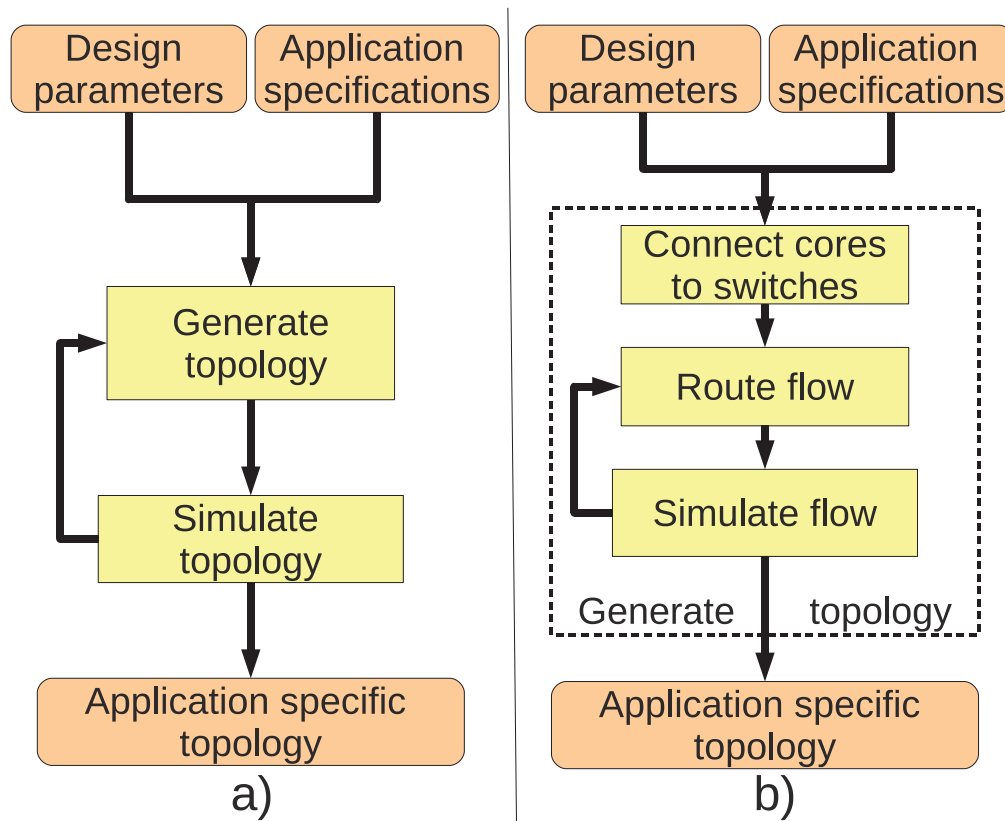 Design
parameters
Application
specifications
Generate
topology
Simulate
topology
Application specific
topology
a)
Design
parameters
Application
specifications
Connect cores
to switches
Route flow
Simulate flow
Generate topology
Application specific
topology
b)